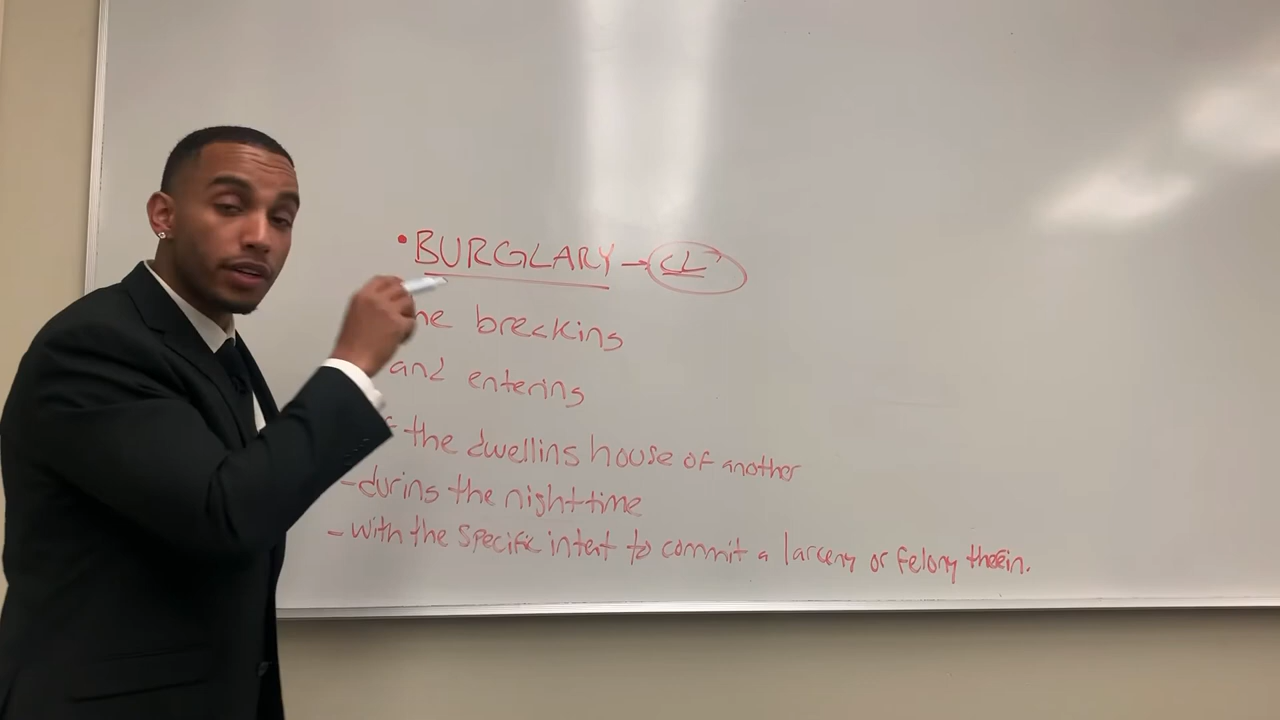 • BURGLARY → CL
he breaking
and entering
the dwelling house of another
- during the nighttime
- with the specific intent to commit a larceny or felony therein.